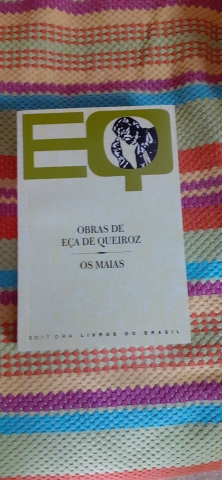 EQ
OBRAS DE
EÇA DE QUEIROZ
OS MAIAS
EDITORA LIVROS DO BRASIL